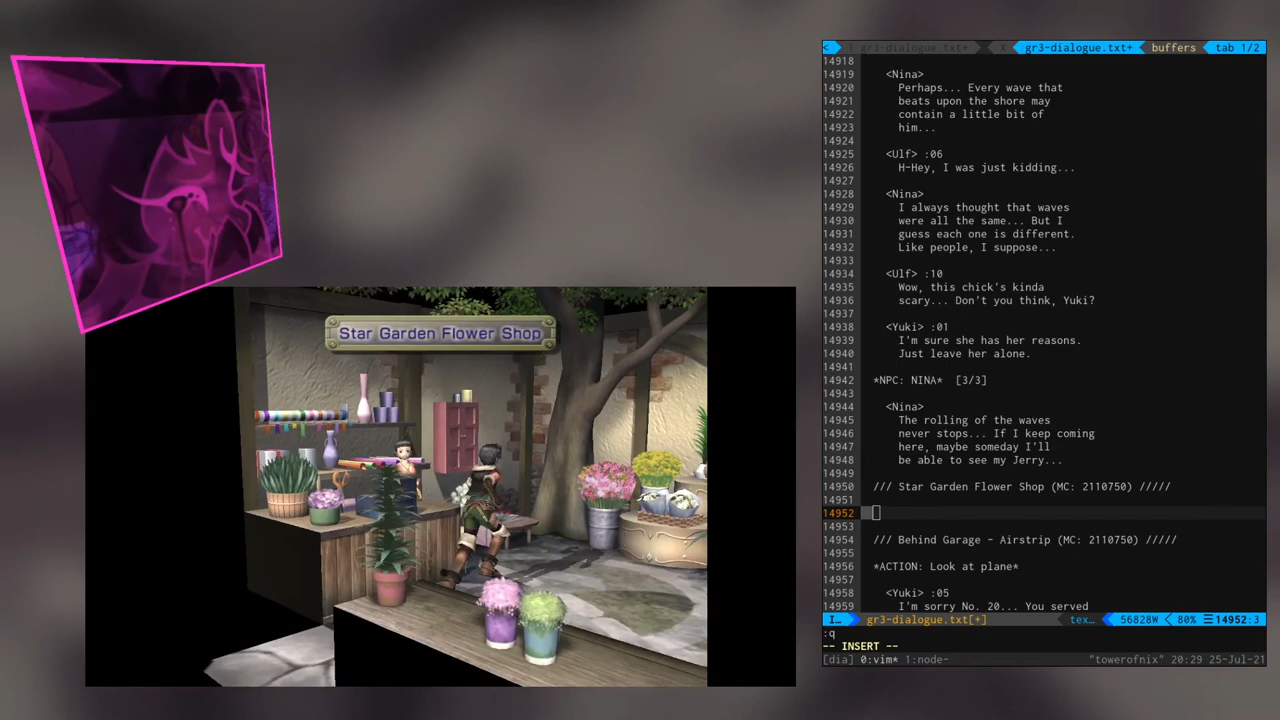 Star Garden Flower Shop
< 1 gr3-dialogue.txt+ X gr3-dialogue.txt+ buffers tab 1/2
14918
14919 <Nina>
14920 Perhaps... Every wave that
14921 beats upon the shore may
14922 contain a little bit of
14923 him...
14924
14925 <Ulf> :06
14926 H-Hey, I was just kidding...
14927
14928 <Nina>
14929 I always thought that waves
14930 were all the same... But I
14931 guess each one is different.
14932 Like people, I suppose...
14933
14934 <Ulf> :10
14935 Wow, this chick's kinda
14936 scary... Don't you think, Yuki?
14937
14938 <Yuki> :01
14939 I'm sure she has her reasons.
14940 Just leave her alone.
14941
14942 *NPC: NINA* [3/3]
14943
14944 <Nina>
14945 The rolling of the waves
14946 never stops... If I keep coming
14947 here, maybe someday I'll
14948 be able to see my Jerry...
14949
14950 /// Star Garden Flower Shop (MC: 2110750) /////
14951
14952
14953
14954 /// Behind Garage - Airstrip (MC: 2110750) /////
14955
14956 *ACTION: Look at plane*
14957
14958 <Yuki> :05
14959 I'm sorry No. 20... You served
I… gr3-dialogue.txt[+] tex… 56828W 80% ☰14952:3
:q
-- INSERT --
[dia] 0:vim* 1:node- "towerofnix" 20:29 25-Jul-21